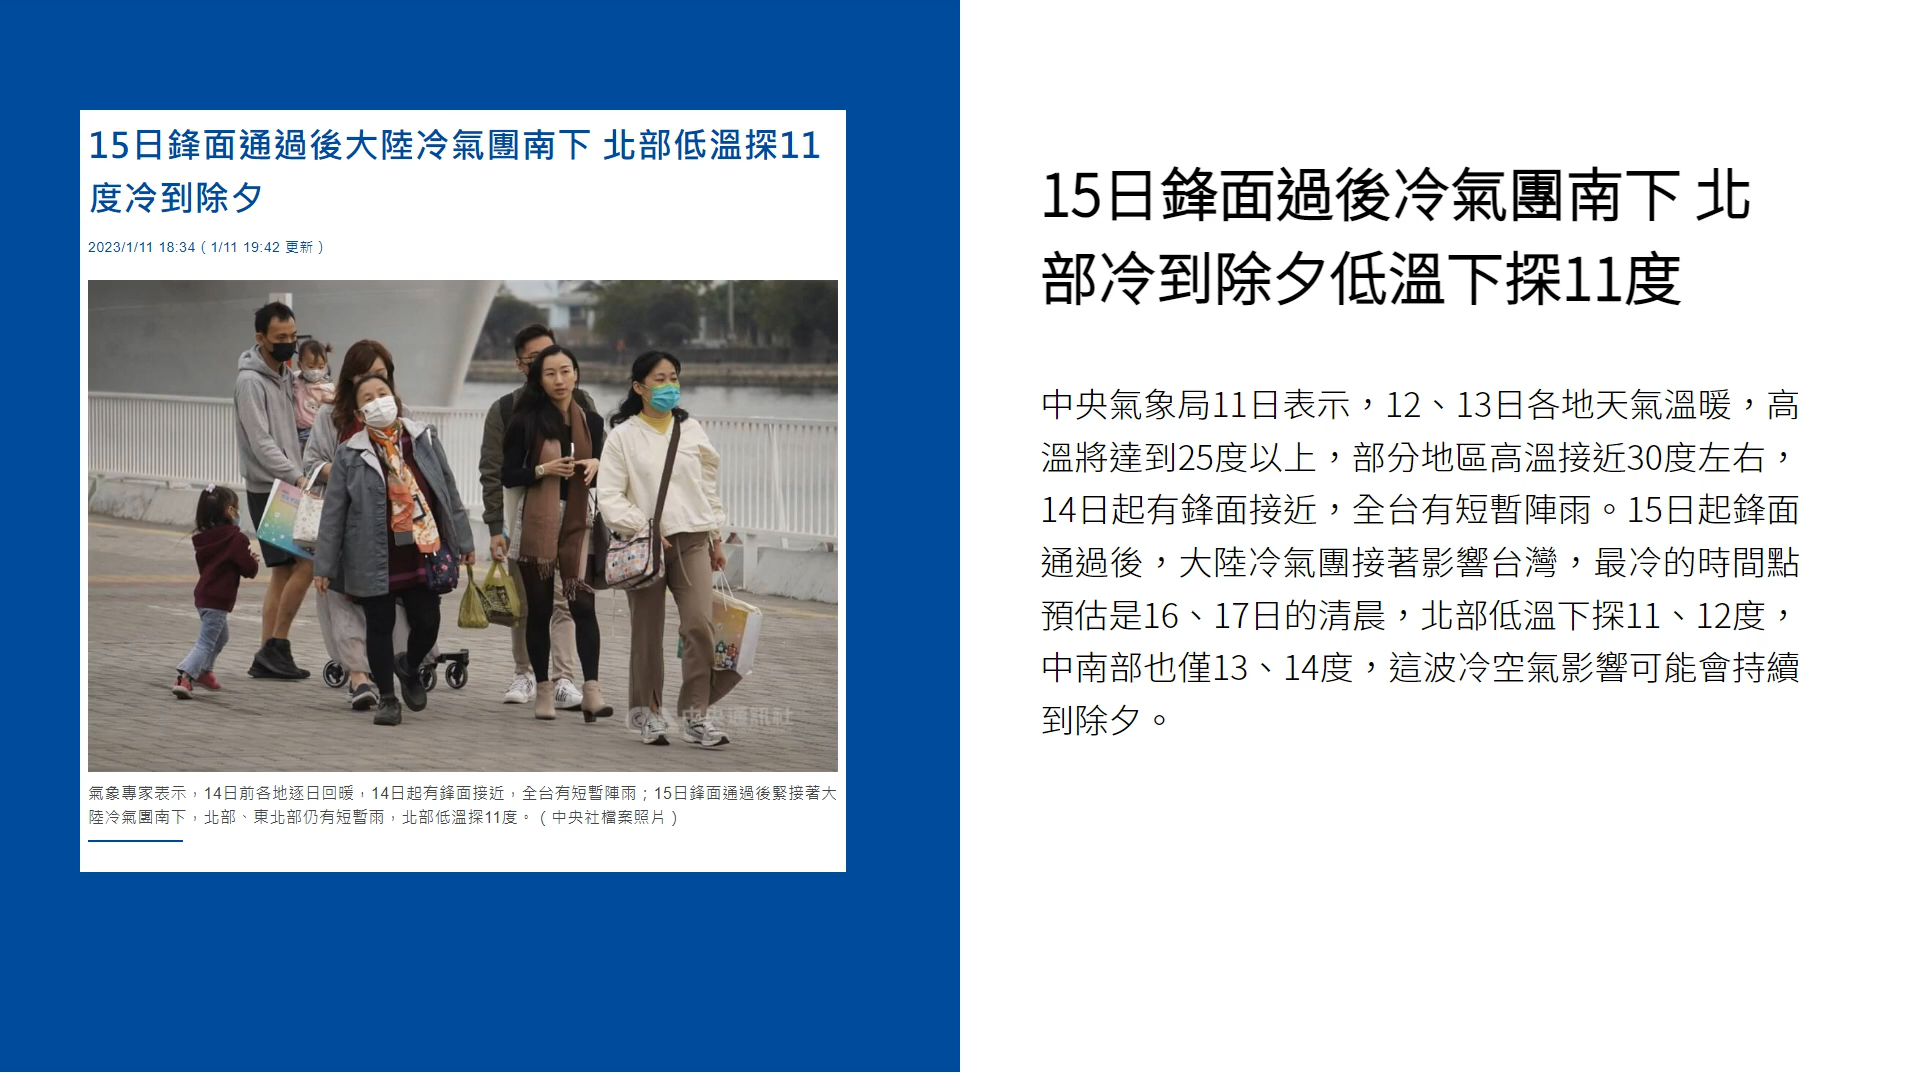 15日鋒面通過後大陸冷氣團南下 北部低溫探11
度冷到除夕
2023/1/11 18:34（1/11 19:42 更新）
中央通訊社
氣象專家表示，14日前各地逐日回暖，14日起有鋒面接近，全台有短暫陣雨；15日鋒面通過後緊接著大
陸冷氣團南下，北部、東北部仍有短暫雨，北部低溫探11度。（中央社檔案照片）
15日鋒面過後冷氣團南下 北
部冷到除夕低溫下探11度
中央氣象局11日表示，12、13日各地天氣溫暖，高
溫將達到25度以上，部分地區高溫接近30度左右，
14日起有鋒面接近，全台有短暫陣雨。15日起鋒面
通過後，大陸冷氣團接著影響台灣，最冷的時間點
預估是16、17日的清晨，北部低溫下探11、12度，
中南部也僅13、14度，這波冷空氣影響可能會持續
到除夕。